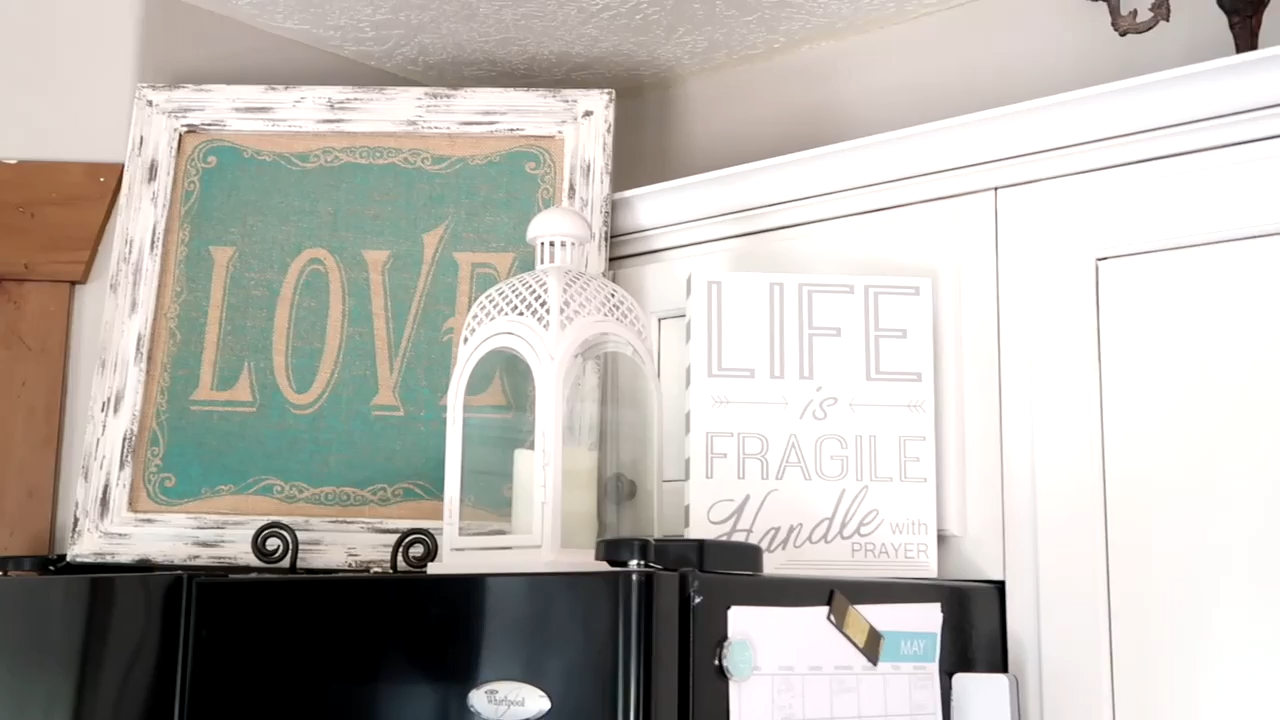 LOVE
LIFE
is
FRAGILE
Handle with
PRAYER
MAY
Whirlpool